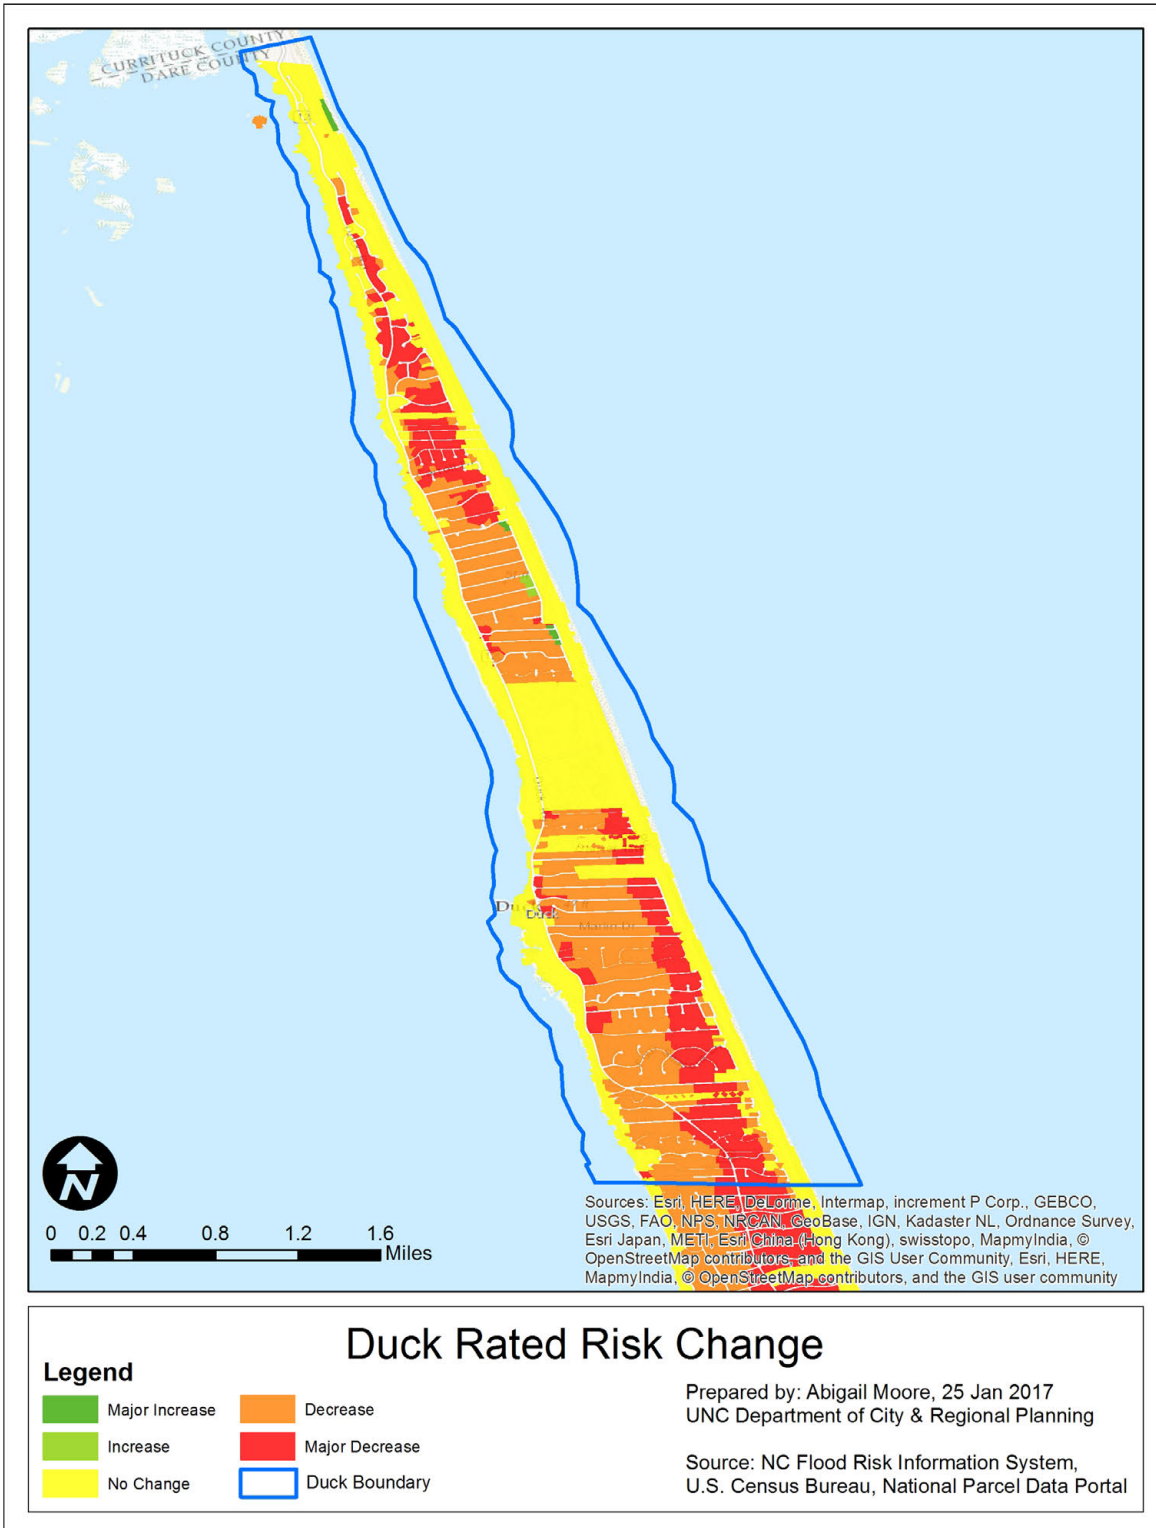 CURRITUCK COUNTY
DARE COUNTY
Duck
Duck
Marlin Dr
N
0 0.2 0.4 0.8 1.2 1.6
Miles
Sources: Esri, HERE, DeLorme, Intermap, increment P Corp., GEBCO,
USGS, FAO, NPS, NRCAN, GeoBase, IGN, Kadaster NL, Ordnance Survey,
Esri Japan, METI, Esri China (Hong Kong), swisstopo, MapmyIndia, ©
OpenStreetMap contributors, and the GIS User Community, Esri, HERE,
MapmyIndia, © OpenStreetMap contributors, and the GIS user community
Duck Rated Risk Change
Legend
Major Increase
Increase
No Change
Decrease
Major Decrease
Duck Boundary
Prepared by: Abigail Moore, 25 Jan 2017
UNC Department of City & Regional Planning
Source: NC Flood Risk Information System,
U.S. Census Bureau, National Parcel Data Portal